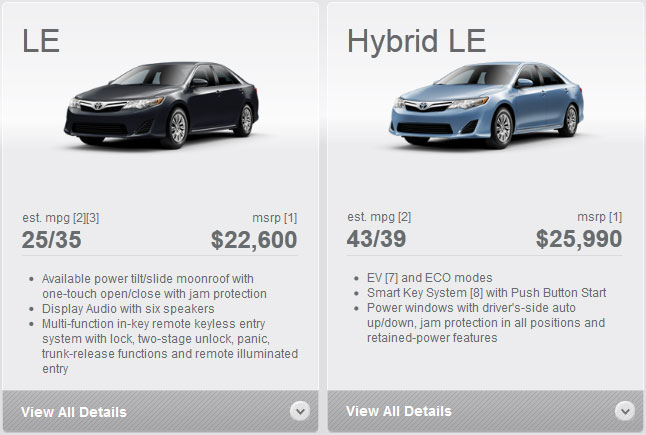 LE
est. mpg [2][3] msrp [1]
25/35 $22,600
Available power tilt/slide moonroof with
one-touch open/close with jam protection
Display Audio with six speakers
Multi-function in-key remote keyless entry
system with lock, two-stage unlock, panic,
trunk-release functions and remote illuminated
entry
View All Details
Hybrid LE
est. mpg [2] msrp [1]
43/39 $25,990
EV [7] and ECO modes
Smart Key System [8] with Push Button Start
Power windows with driver's-side auto
up/down, jam protection in all positions and
retained-power features
View All Details